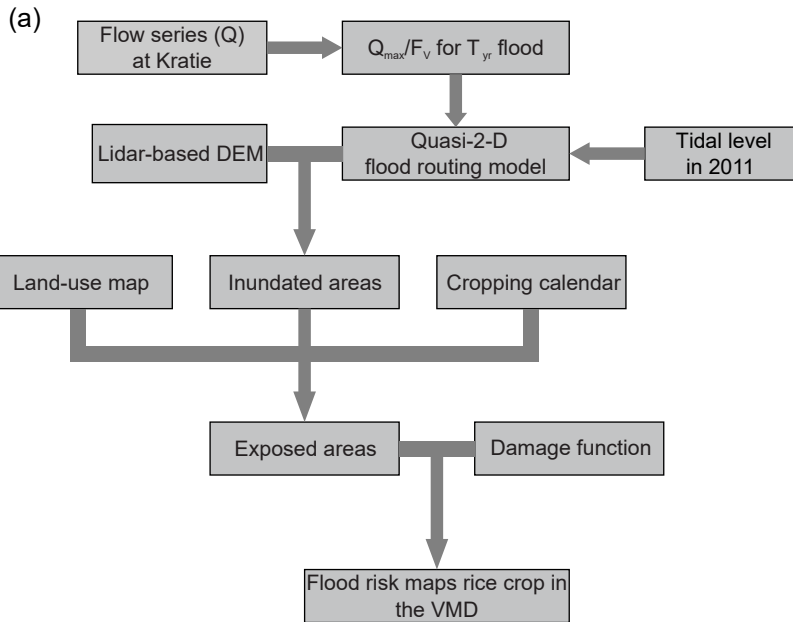 (a)
Flow series (Q)
at Kratie
Qmax/FV for Tyr flood
Lidar-based DEM
Quasi-2-D
flood routing model
Tidal level
in 2011
Land-use map
Inundated areas
Cropping calendar
Exposed areas
Damage function
Flood risk maps rice crop in
the VMD